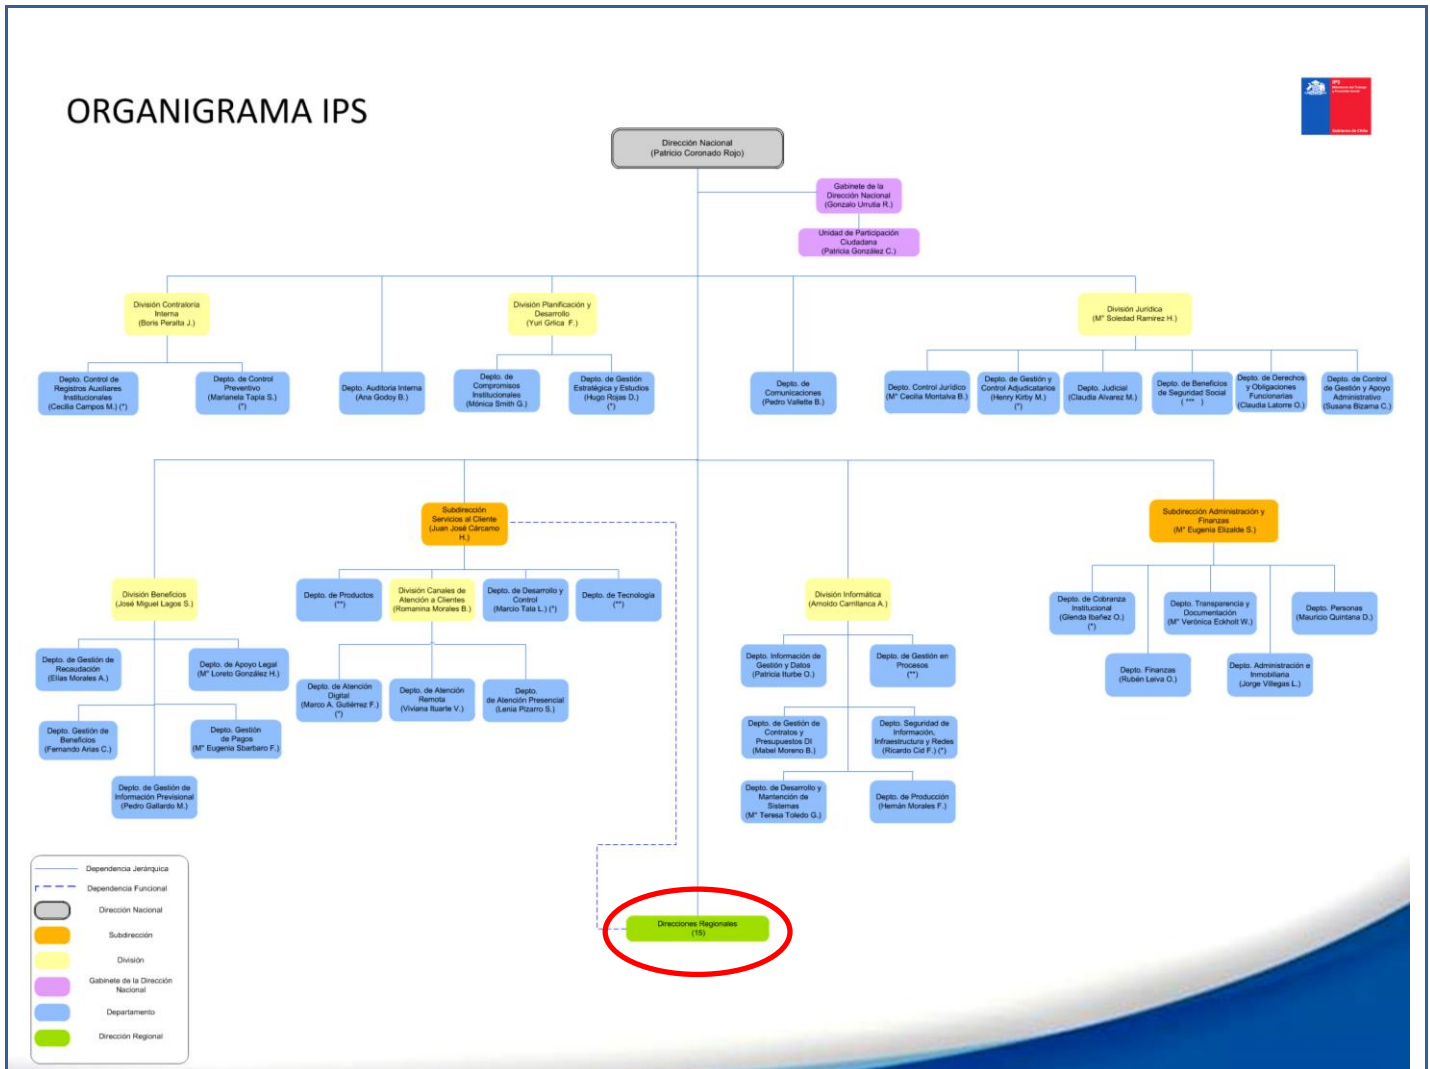 ORGANIGRAMA IPS
IPS
Ministerio del Trabajo
y Previsión Social
Gobierno de Chile
Dirección Nacional
(Patricio Coronado Rojo)
Gabinete de la
Dirección Nacional
(Gonzalo Urrutia R.)
Unidad de Participación
Ciudadana
(Patricia González C.)
División Contraloría
Interna
(Boris Peralta J.)
División Planificación y
Desarrollo
(Yuri Grlica F.)
División Jurídica
(Mª Soledad Ramirez H.)
Depto. Control de
Registros Auxiliares
Institucionales
(Cecilia Campos M.) (*)
Depto. de Control
Preventivo
(Marianela Tapia S.)
(*)
Depto. Auditoria Interna
(Ana Godoy B.)
Depto. de
Compromisos
Institucionales
(Mónica Smith G.)
Depto. de Gestión
Estratégica y Estudios
(Hugo Rojas D.)
(*)
Depto. de
Comunicaciones
(Pedro Vallette B.)
Depto. Control Jurídico
(Mª Cecilia Montalva B.)
Depto. de Gestión y
Control Adjudicatarios
(Henry Kirby M.)
(*)
Depto. Judicial
(Claudia Alvarez M.)
Depto. de Beneficios
de Seguridad Social
( *** )
Depto. de Derechos
y Obligaciones
Funcionarias
(Claudia Latorre O.)
Depto. de Control
de Gestión y Apoyo
Administrativo
(Susana Bizama C.)
Subdirección
Servicios al Cliente
(Juan José Cárcamo
H.)
Subdirección Administración y
Finanzas
(Mª Eugenia Elizalde S.)
División Beneficios
(José Miguel Lagos S.)
Depto. de Productos
(**)
División Canales de
Atención a Clientes
(Romanina Morales B.)
Depto. de Desarrollo y
Control
(Marcio Tala L.) (*)
Depto. de Tecnología
(**)
División Informática
(Arnoldo Carrillanca A.)
Depto. de Cobranza
Institucional
(Glenda Ibañez O.)
(*)
Depto. Transparencia y
Documentación
(Mª Verónica Eckholt W.)
Depto. Personas
(Mauricio Quintana D.)
Depto. de Gestión de
Recaudación
(Elías Morales A.)
Depto. de Apoyo Legal
(Mª Loreto González H.)
Depto. de Atención
Digital
(Marco A. Gutiérrez F.)
(*)
Depto. de Atención
Remota
(Viviana Ituarte V.)
Depto.
de Atención Presencial
(Lenia Pizarro S.)
Depto. Información de
Gestión y Datos
(Patricia Iturbe O.)
Depto. de Gestión en
Procesos
(**)
Depto. Finanzas
(Rubén Leiva O.)
Depto. Administración e
Inmobiliaria
(Jorge Villegas L.)
Depto. Gestión de
Beneficios
(Fernando Arias C.)
Depto. Gestión
de Pagos
(Mª Eugenia Sbarbaro F.)
Depto. de Gestión de
Contratos y
Presupuestos DI
(Mabel Moreno B.)
Depto. Seguridad de
Información,
Infraestructura y Redes
(Ricardo Cid F.) (*)
Depto. de Gestión de
Información Previsional
(Pedro Gallardo M.)
Depto. de Desarrollo y
Mantención de
Sistemas
(Mª Teresa Toledo G.)
Depto. de Producción
(Hernán Morales F.)
Direcciones Regionales
(15)
Dependencia Jerárquica
Dependencia Funcional
Dirección Nacional
Subdirección
División
Gabinete de la Dirección
Nacional
Departamento
Dirección Regional